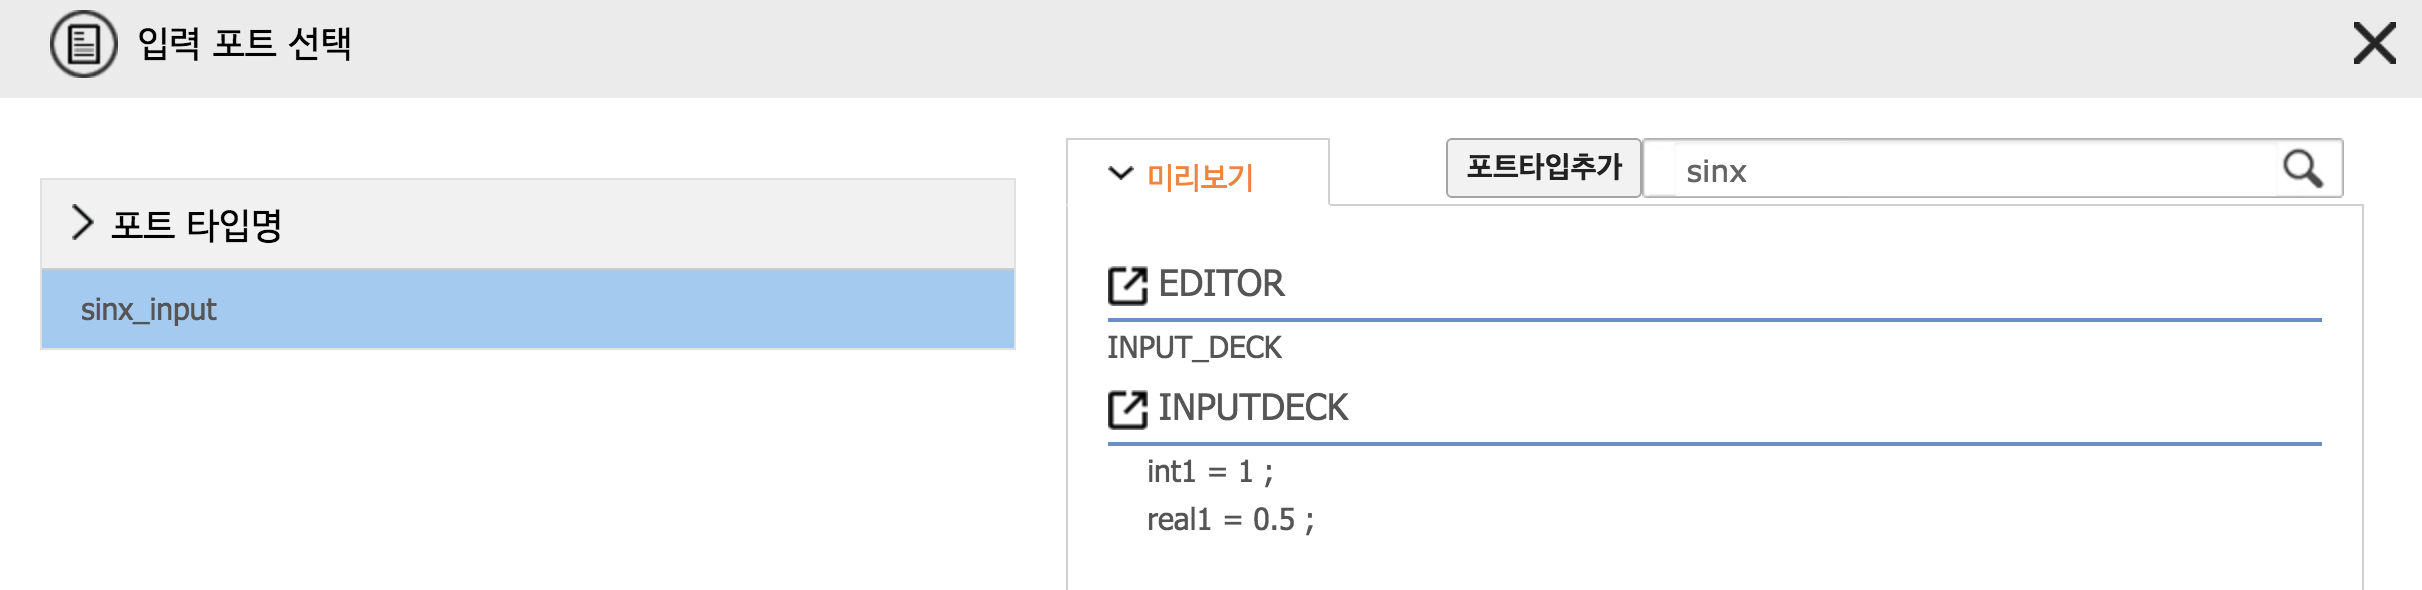 입력 포트 선택
포트 타입명
sinx_input
미리보기
포트타입추가
sinx
EDITOR
INPUT_DECK
INPUTDECK
int1 = 1 ;
real1 = 0.5 ;